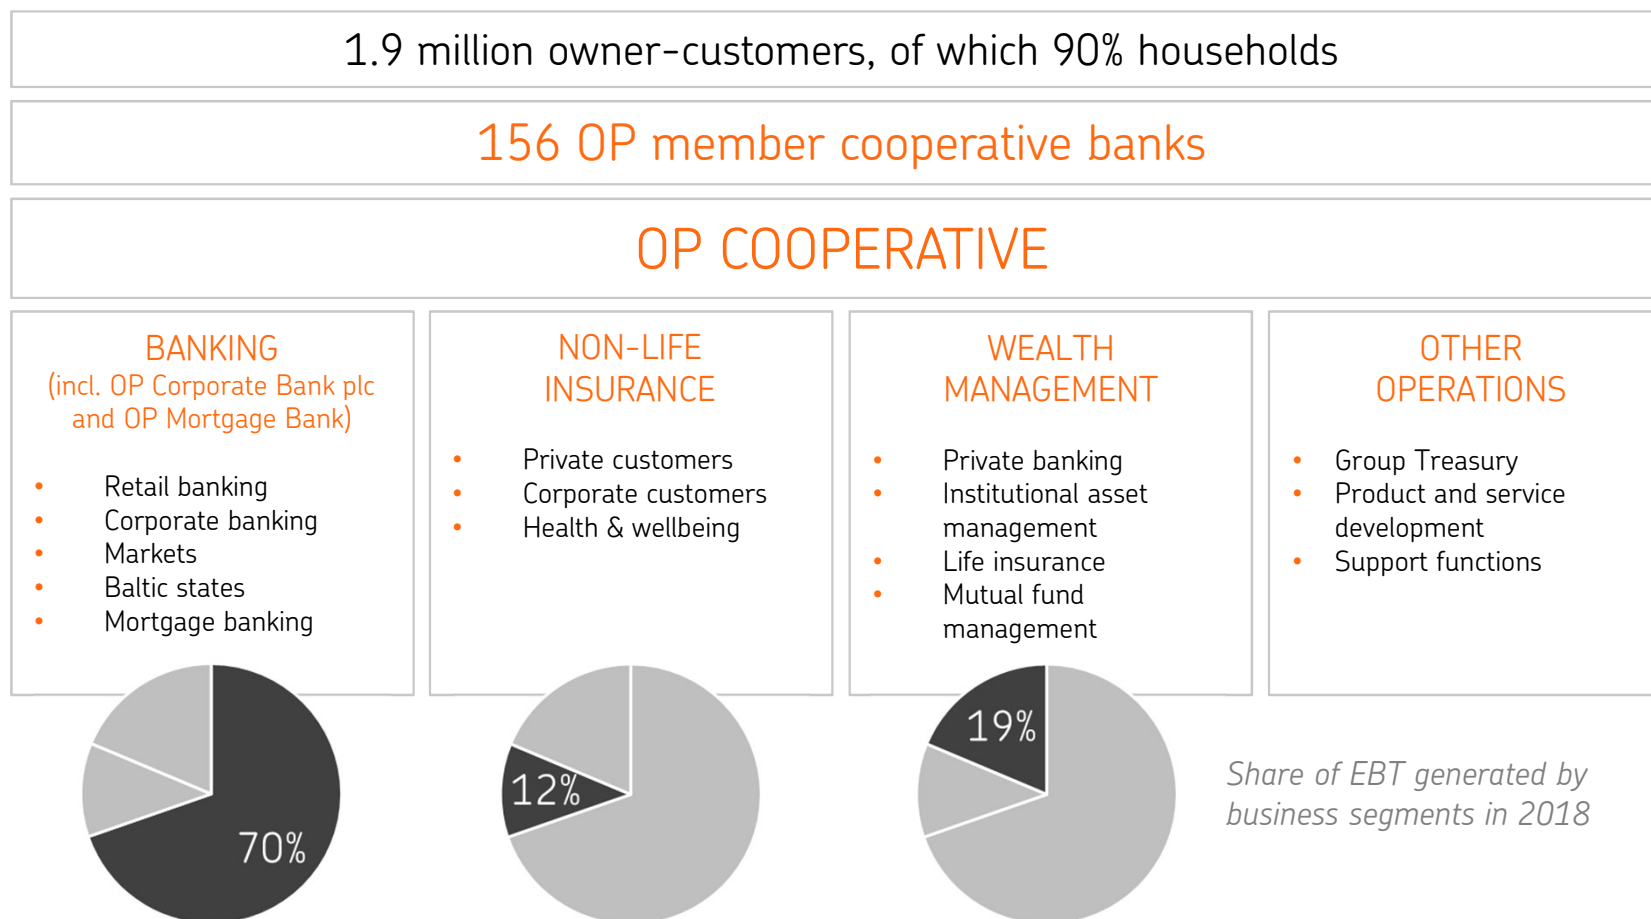 1.9 million owner-customers, of which 90% households
156 OP member cooperative banks
OP COOPERATIVE
BANKING
(incl. OP Corporate Bank plc
and OP Mortgage Bank)
• Retail banking
• Corporate banking
• Markets
• Baltic states
• Mortgage banking
70%
NON-LIFE
INSURANCE
• Private customers
• Corporate customers
• Health & wellbeing
12%
WEALTH
MANAGEMENT
• Private banking
• Institutional asset
management
• Life insurance
• Mutual fund
management
19%
OTHER
OPERATIONS
• Group Treasury
• Product and service
development
• Support functions
Share of EBT generated by
business segments in 2018